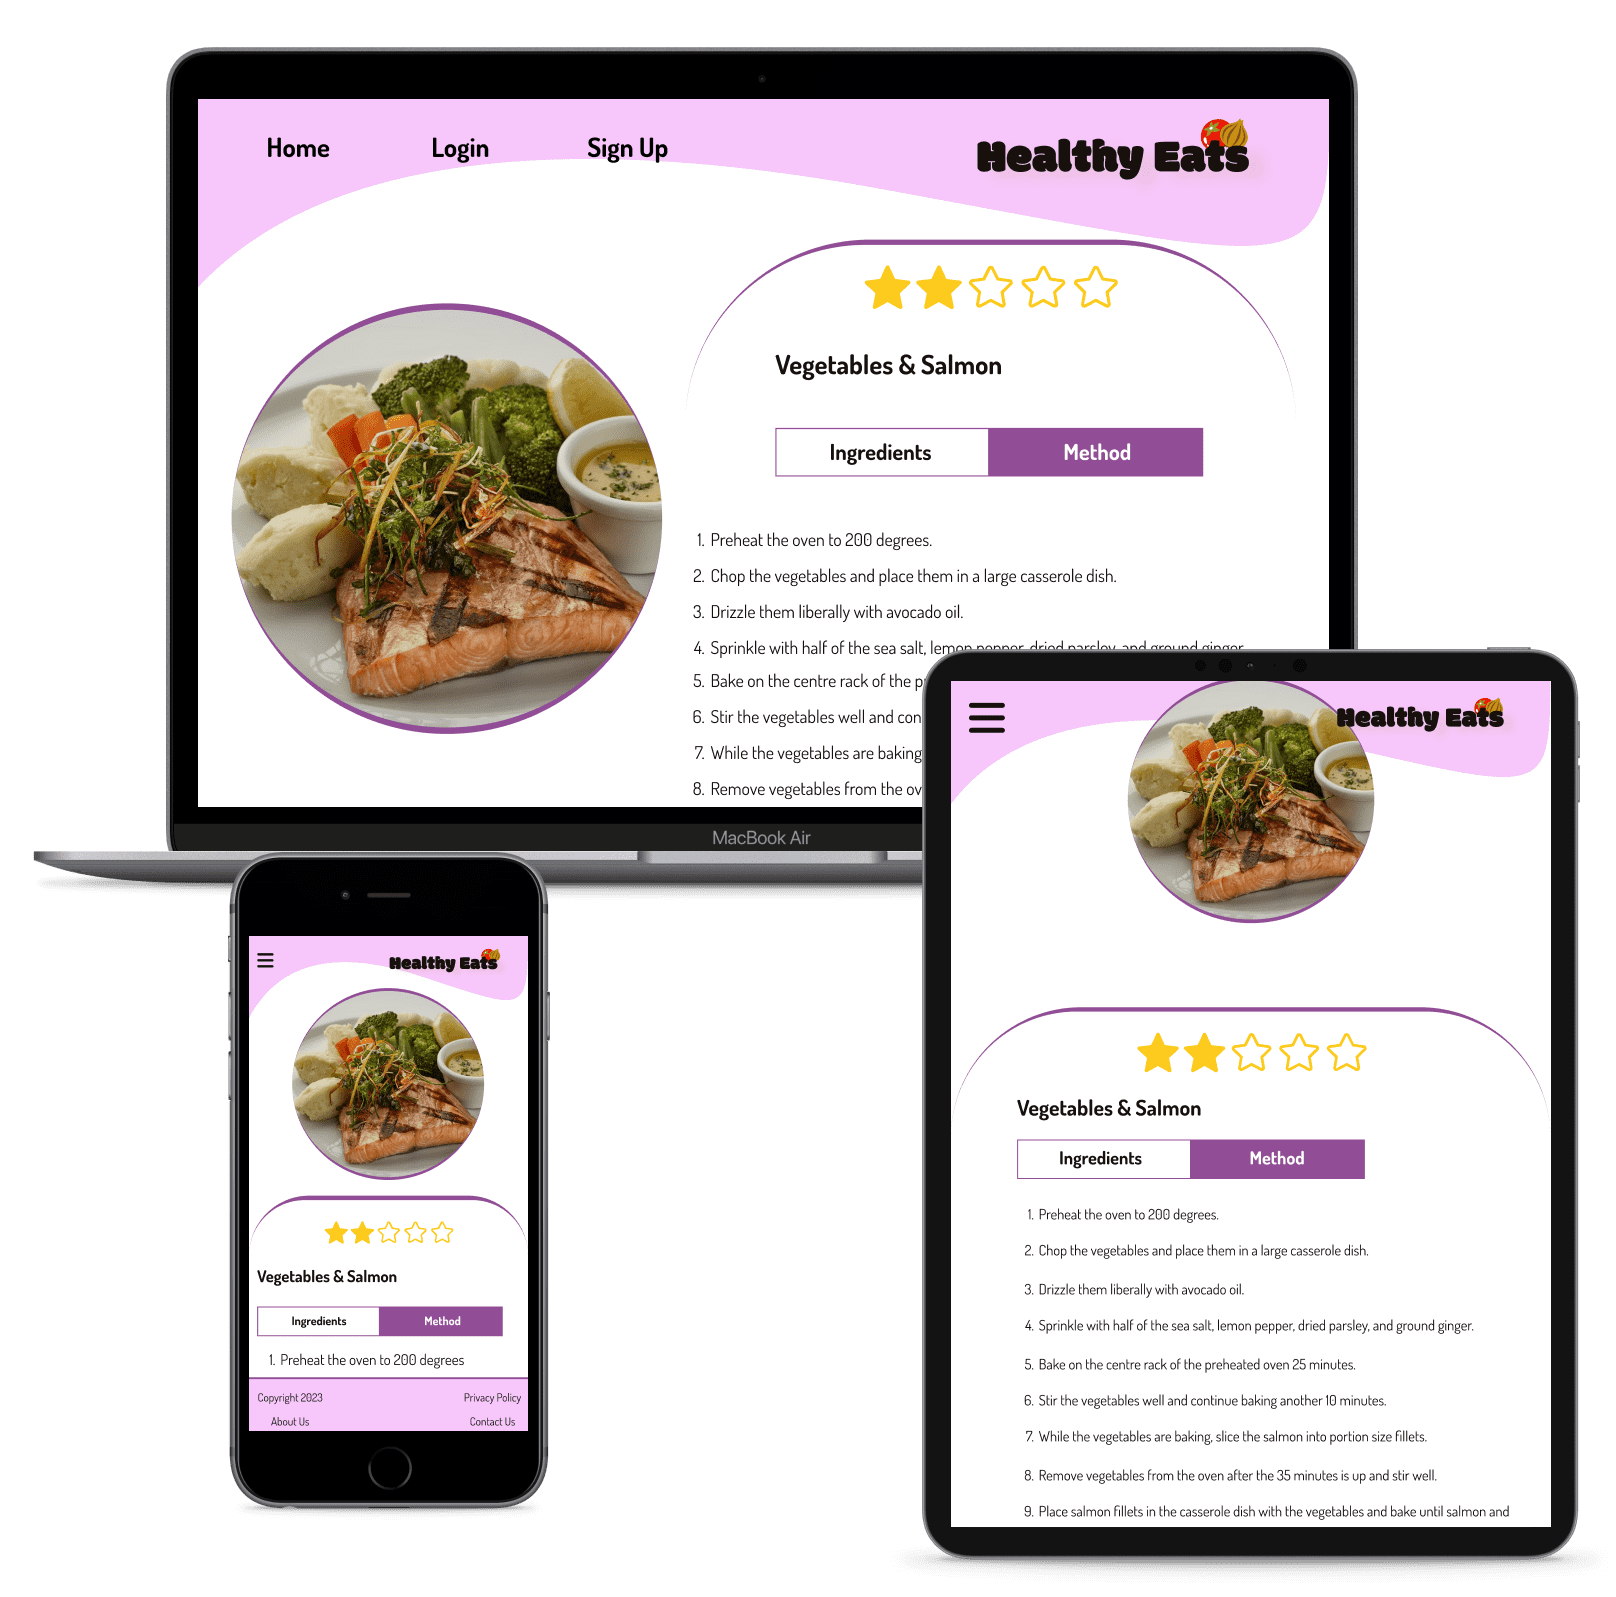 Home Login Sign Up Healthy Eats
Vegetables & Salmon
Ingredients Method
1. Preheat the oven to 200 degrees.
2. Chop the vegetables and place them in a large casserole dish.
3. Drizzle them liberally with avocado oil.
4. Sprinkle with half of the sea salt, lemon pepper, dried parsley, and ground ginger.
5. Bake on the centre rack of the p
6. Stir the vegetables well and con
7. While the vegetables are baking
8. Remove vegetables from the ov
MacBook Air
Healthy Eats
Vegetables & Salmon
Ingredients Method
1. Preheat the oven to 200 degrees
Copyright 2023 Privacy Policy
About Us Contact Us
Healthy Eats
Vegetables & Salmon
Ingredients Method
1. Preheat the oven to 200 degrees.
2. Chop the vegetables and place them in a large casserole dish.
3. Drizzle them liberally with avocado oil.
4. Sprinkle with half of the sea salt, lemon pepper, dried parsley, and ground ginger.
5. Bake on the centre rack of the preheated oven 25 minutes.
6. Stir the vegetables well and continue baking another 10 minutes.
7. While the vegetables are baking, slice the salmon into portion size fillets.
8. Remove vegetables from the oven after the 35 minutes is up and stir well.
9. Place salmon fillets in the casserole dish with the vegetables and bake until salmon and